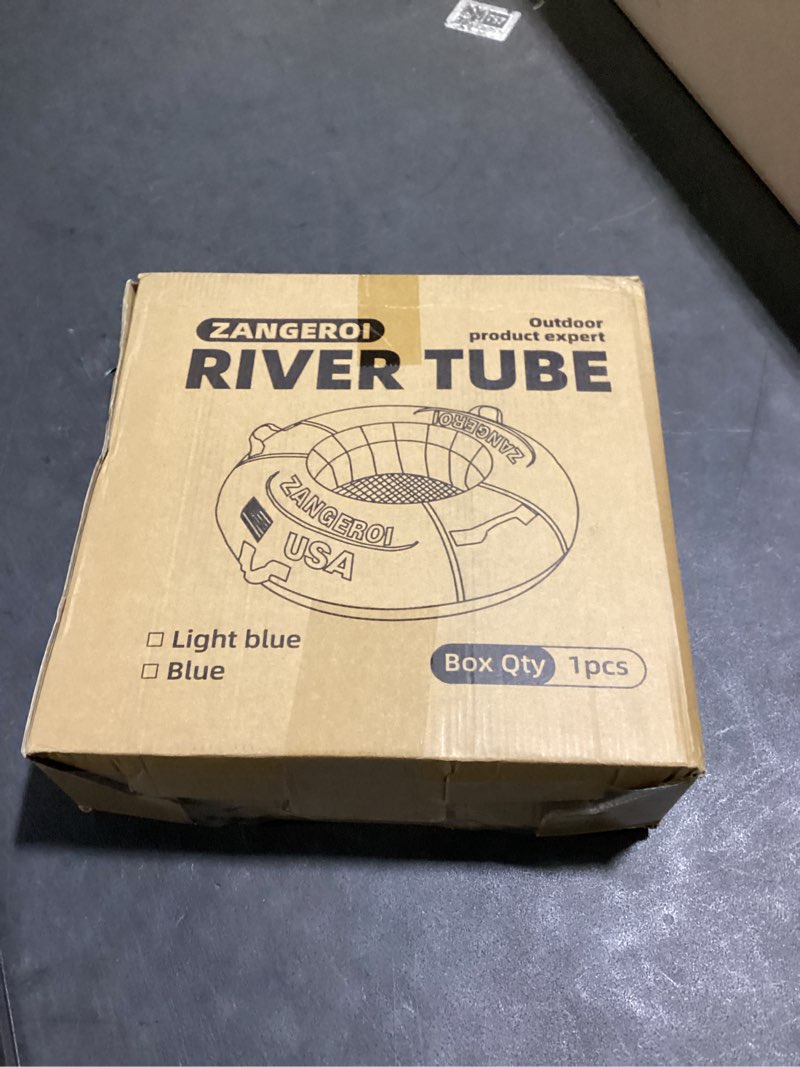 ZANGEROI
Outdoor
product expert
RIVER TUBE
ZANGEROI
ZANGEROI
USA
☐ Light blue
☐ Blue
Box Qty 1pcs